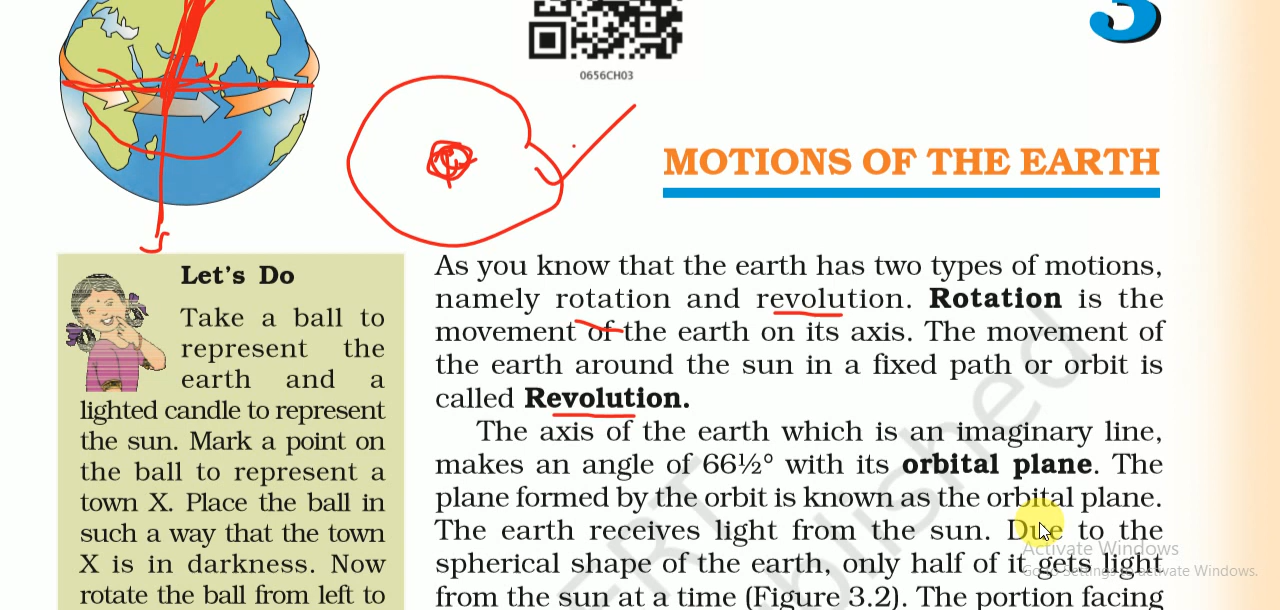 3
0656CH03
MOTIONS OF THE EARTH
Let's Do
Take a ball to
represent the
earth and a
lighted candle to represent
the sun. Mark a point on
the ball to represent a
town X. Place the ball in
such a way that the town
X is in darkness. Now
rotate the ball from left to
As you know that the earth has two types of motions,
namely rotation and revolution. Rotation is the
movement of the earth on its axis. The movement of
the earth around the sun in a fixed path or orbit is
called Revolution.
The axis of the earth which is an imaginary line,
makes an angle of 66½° with its orbital plane. The
plane formed by the orbit is known as the orbital plane.
The earth receives light from the sun. Due to the
spherical shape of the earth, only half of it gets light
from the sun at a time (Figure 3.2). The portion facing
Activate Windows
Go to Settings to activate Windows.